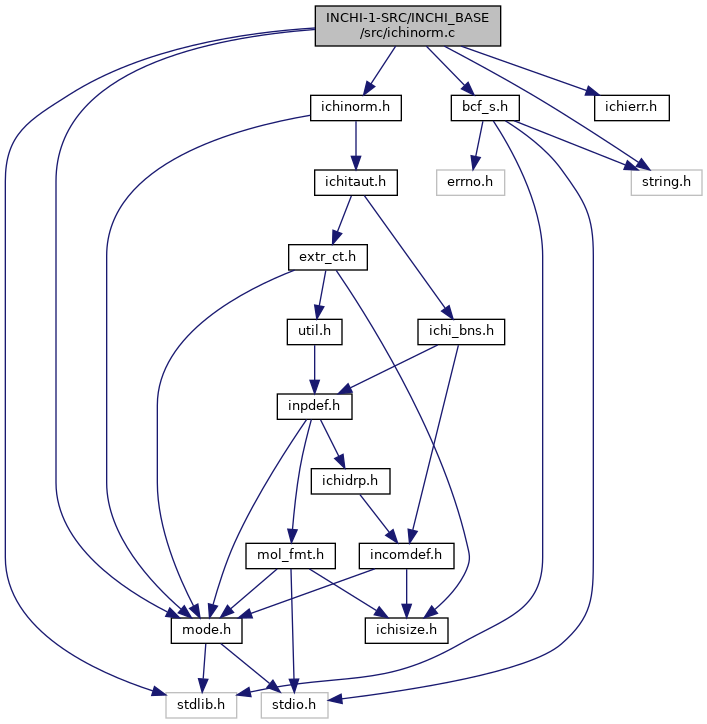 INCHI-1-SRC/INCHI_BASE
/src/ichinorm.c
ichinorm.h
bcf_s.h
ichierr.h
ichitaut.h
errno.h
string.h
extr_ct.h
util.h
ichi_bns.h
inpdef.h
ichidrp.h
mol_fmt.h
incomdef.h
mode.h
ichisize.h
stdlib.h
stdio.h